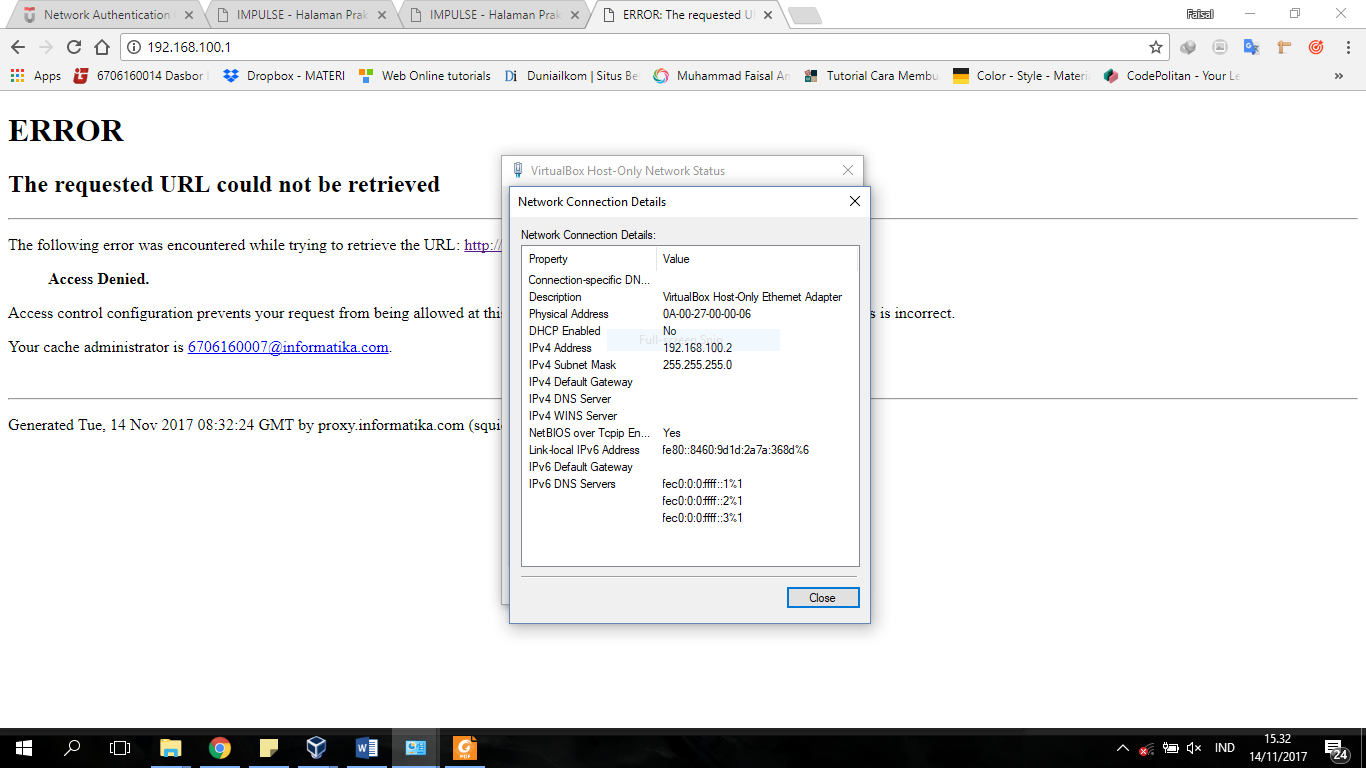 Network Authentication
IMPULSE - Halaman Prak
IMPULSE - Halaman Prak
ERROR: The requested U
Faisal
192.168.100.1
Apps
6706160014 Dasbor
Dropbox - MATERI
Web Online tutorials
Duniailkom | Situs Be
Muhammad Faisal Am
Tutorial Cara Membu
Color - Style - Materi
CodePolitan - Your Le
»
ERROR
The requested URL could not be retrieved
The following error was encountered while trying to retrieve the URL: http://
Access Denied.
Access control configuration prevents your request from being allowed at thi
s is incorrect.
Your cache administrator is 6706160007@informatika.com.
Generated Tue, 14 Nov 2017 08:32:24 GMT by proxy.informatika.com (squi
VirtualBox Host-Only Network Status
Network Connection Details
Network Connection Details:
Property Value
Connection-specific DN...
Description VirtualBox Host-Only Ethernet Adapter
Physical Address 0A-00-27-00-00-06
DHCP Enabled No
IPv4 Address 192.168.100.2
IPv4 Subnet Mask 255.255.255.0
IPv4 Default Gateway
IPv4 DNS Server
IPv4 WINS Server
NetBIOS over Tcpip En... Yes
Link-local IPv6 Address fe80::8460:9d1d:2a7a:368d%6
IPv6 Default Gateway
IPv6 DNS Servers fec0:0:0:ffff::1%1
fec0:0:0:ffff::2%1
fec0:0:0:ffff::3%1
Close
IND
15.32
14/11/2017
24